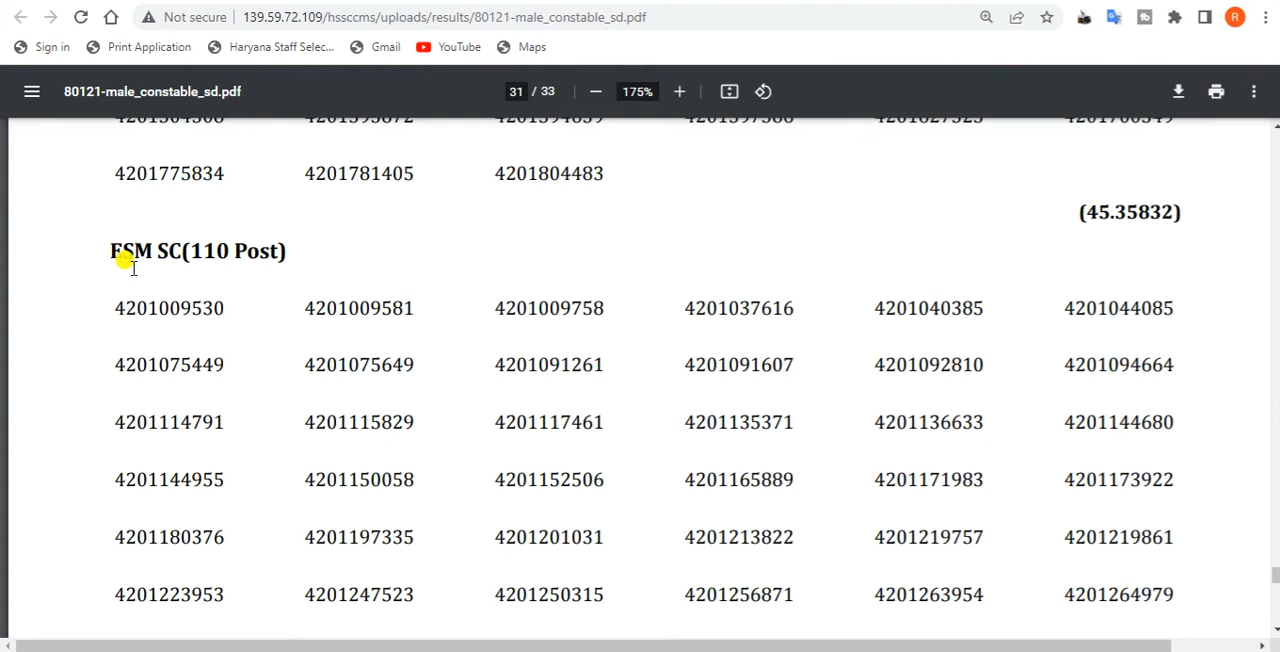 Not secure 139.59.72.109/hssccms/uploads/results/80121-male_constable_sd.pdf R
Sign in Print Application Haryana Staff Selec... Gmail YouTube Maps
80121-male_constable_sd.pdf 31 / 33 175%
4201775834 4201781405 4201804483
(45.35832)
ESM SC(110 Post)
4201009530 4201009581 4201009758 4201037616 4201040385 4201044085
4201075449 4201075649 4201091261 4201091607 4201092810 4201094664
4201114791 4201115829 4201117461 4201135371 4201136633 4201144680
4201144955 4201150058 4201152506 4201165889 4201171983 4201173922
4201180376 4201197335 4201201031 4201213822 4201219757 4201219861
4201223953 4201247523 4201250315 4201256871 4201263954 4201264979